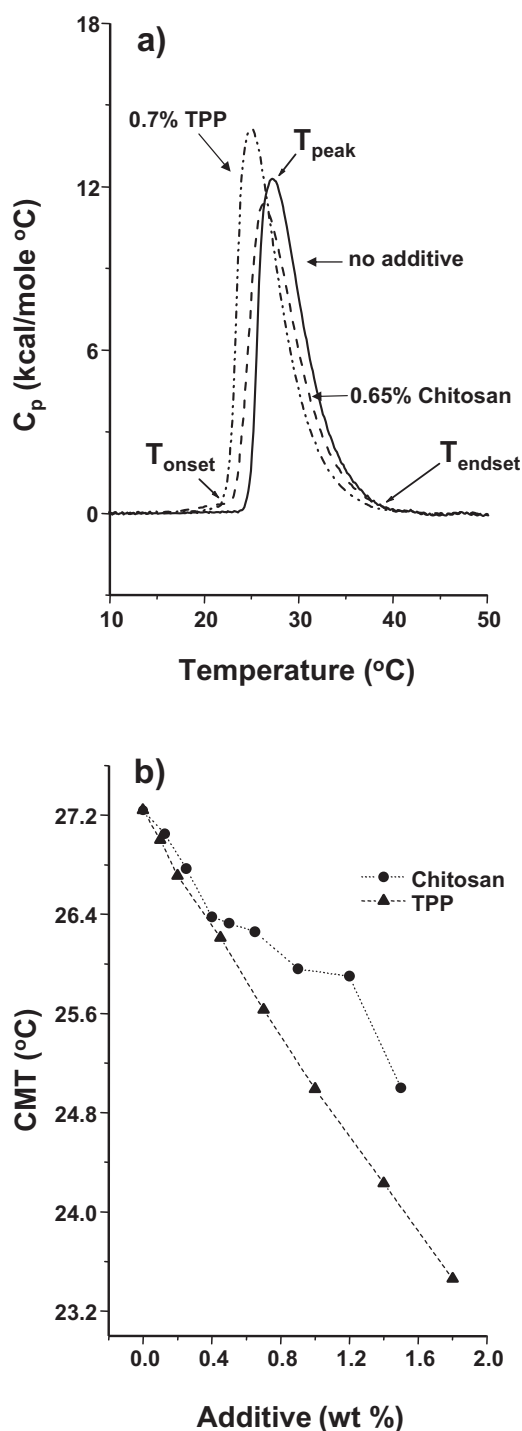 a)
18
12
6
0
C_p (kcal/mole °C)
0.7% TPP
T_peak
no additive
0.65% Chitosan
T_onset
T_endset
10 20 30 40 50
Temperature (°C)
b)
27.2
26.4
25.6
24.8
24.0
23.2
CMT (°C)
Chitosan
TPP
0.0 0.4 0.8 1.2 1.6 2.0
Additive (wt %)